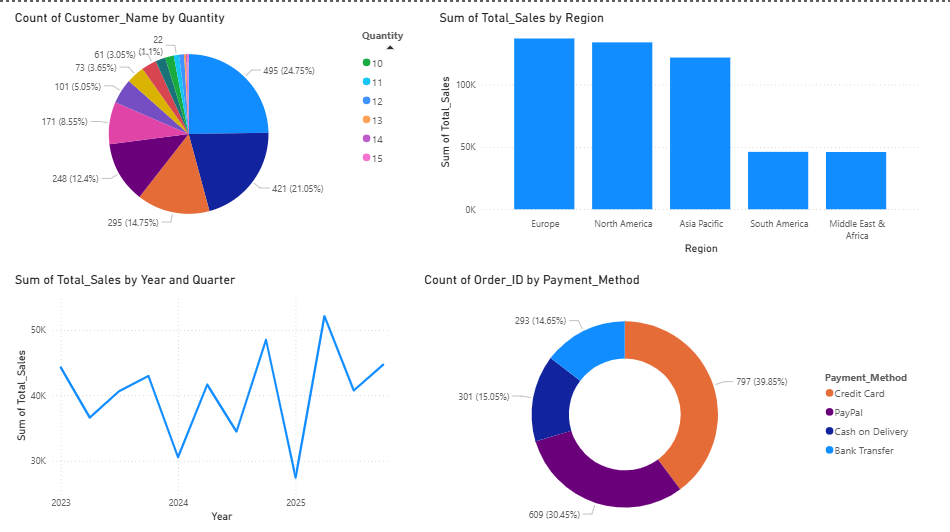 Count of Customer_Name by Quantity
22
(1.1%)
61 (3.05%)
73 (3.65%)
101 (5.05%)
171 (8.55%)
248 (12.4%)
295 (14.75%)
421 (21.05%)
495 (24.75%)
Quantity
10
11
12
13
14
15
Sum of Total_Sales by Region
Sum of Total_Sales
100K
50K
0K
Europe
North America
Asia Pacific
South America
Middle East &
Africa
Region
Sum of Total_Sales by Year and Quarter
Sum of Total_Sales
50K
40K
30K
2023
2024
2025
Year
Count of Order_ID by Payment_Method
293 (14.65%)
301 (15.05%)
609 (30.45%)
797 (39.85%)
Payment_Method
Credit Card
PayPal
Cash on Delivery
Bank Transfer